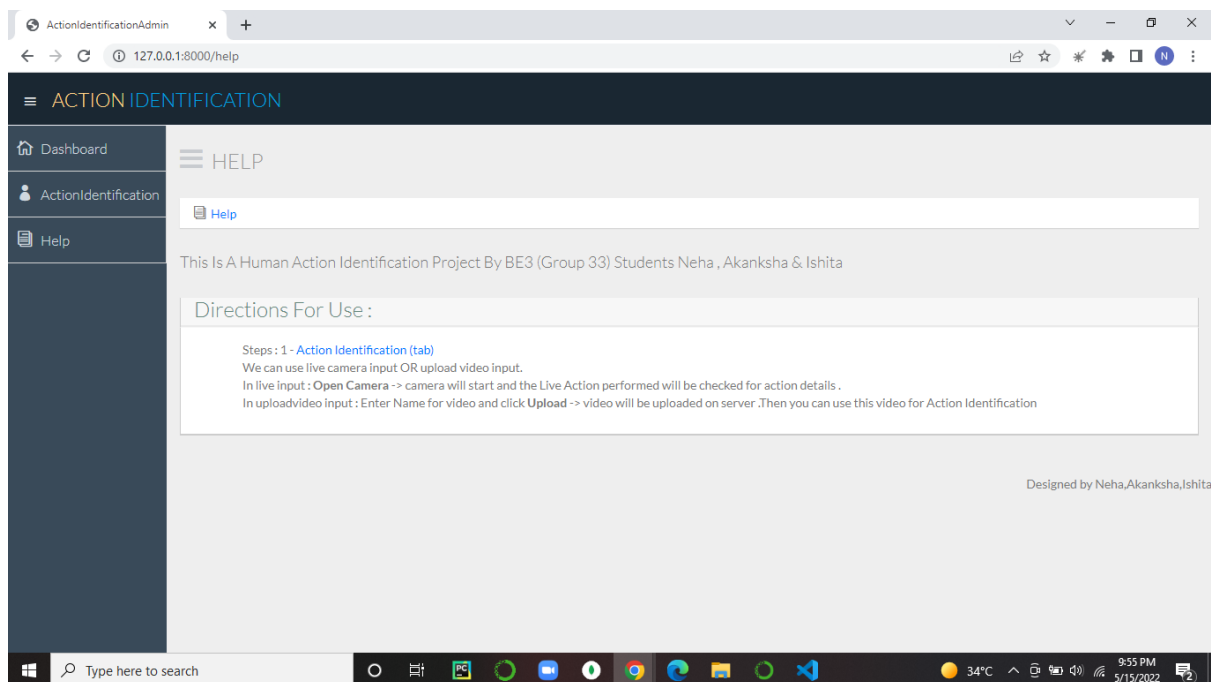 ActionIdentificationAdmin
127.0.0.1:8000/help
N
ACTION IDENTIFICATION
Dashboard
ActionIdentification
Help
HELP
Help
This Is A Human Action Identification Project By BE3 (Group 33) Students Neha , Akanksha & Ishita
Directions For Use :
Steps : 1 - Action Identification (tab)
We can use live camera input OR upload video input.
In live input : Open Camera -> camera will start and the Live Action performed will be checked for action details .
In uploadvideo input : Enter Name for video and click Upload -> video will be uploaded on server .Then you can use this video for Action Identification
Designed by Neha,Akanksha,Ishita
Type here to search
PC
34°C
9:55 PM
5/15/2022
2